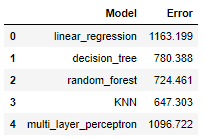 Model Error
0 linear_regression 1163.199
1 decision_tree 780.388
2 random_forest 724.461
3 KNN 647.303
4 multi_layer_perceptron 1096.722